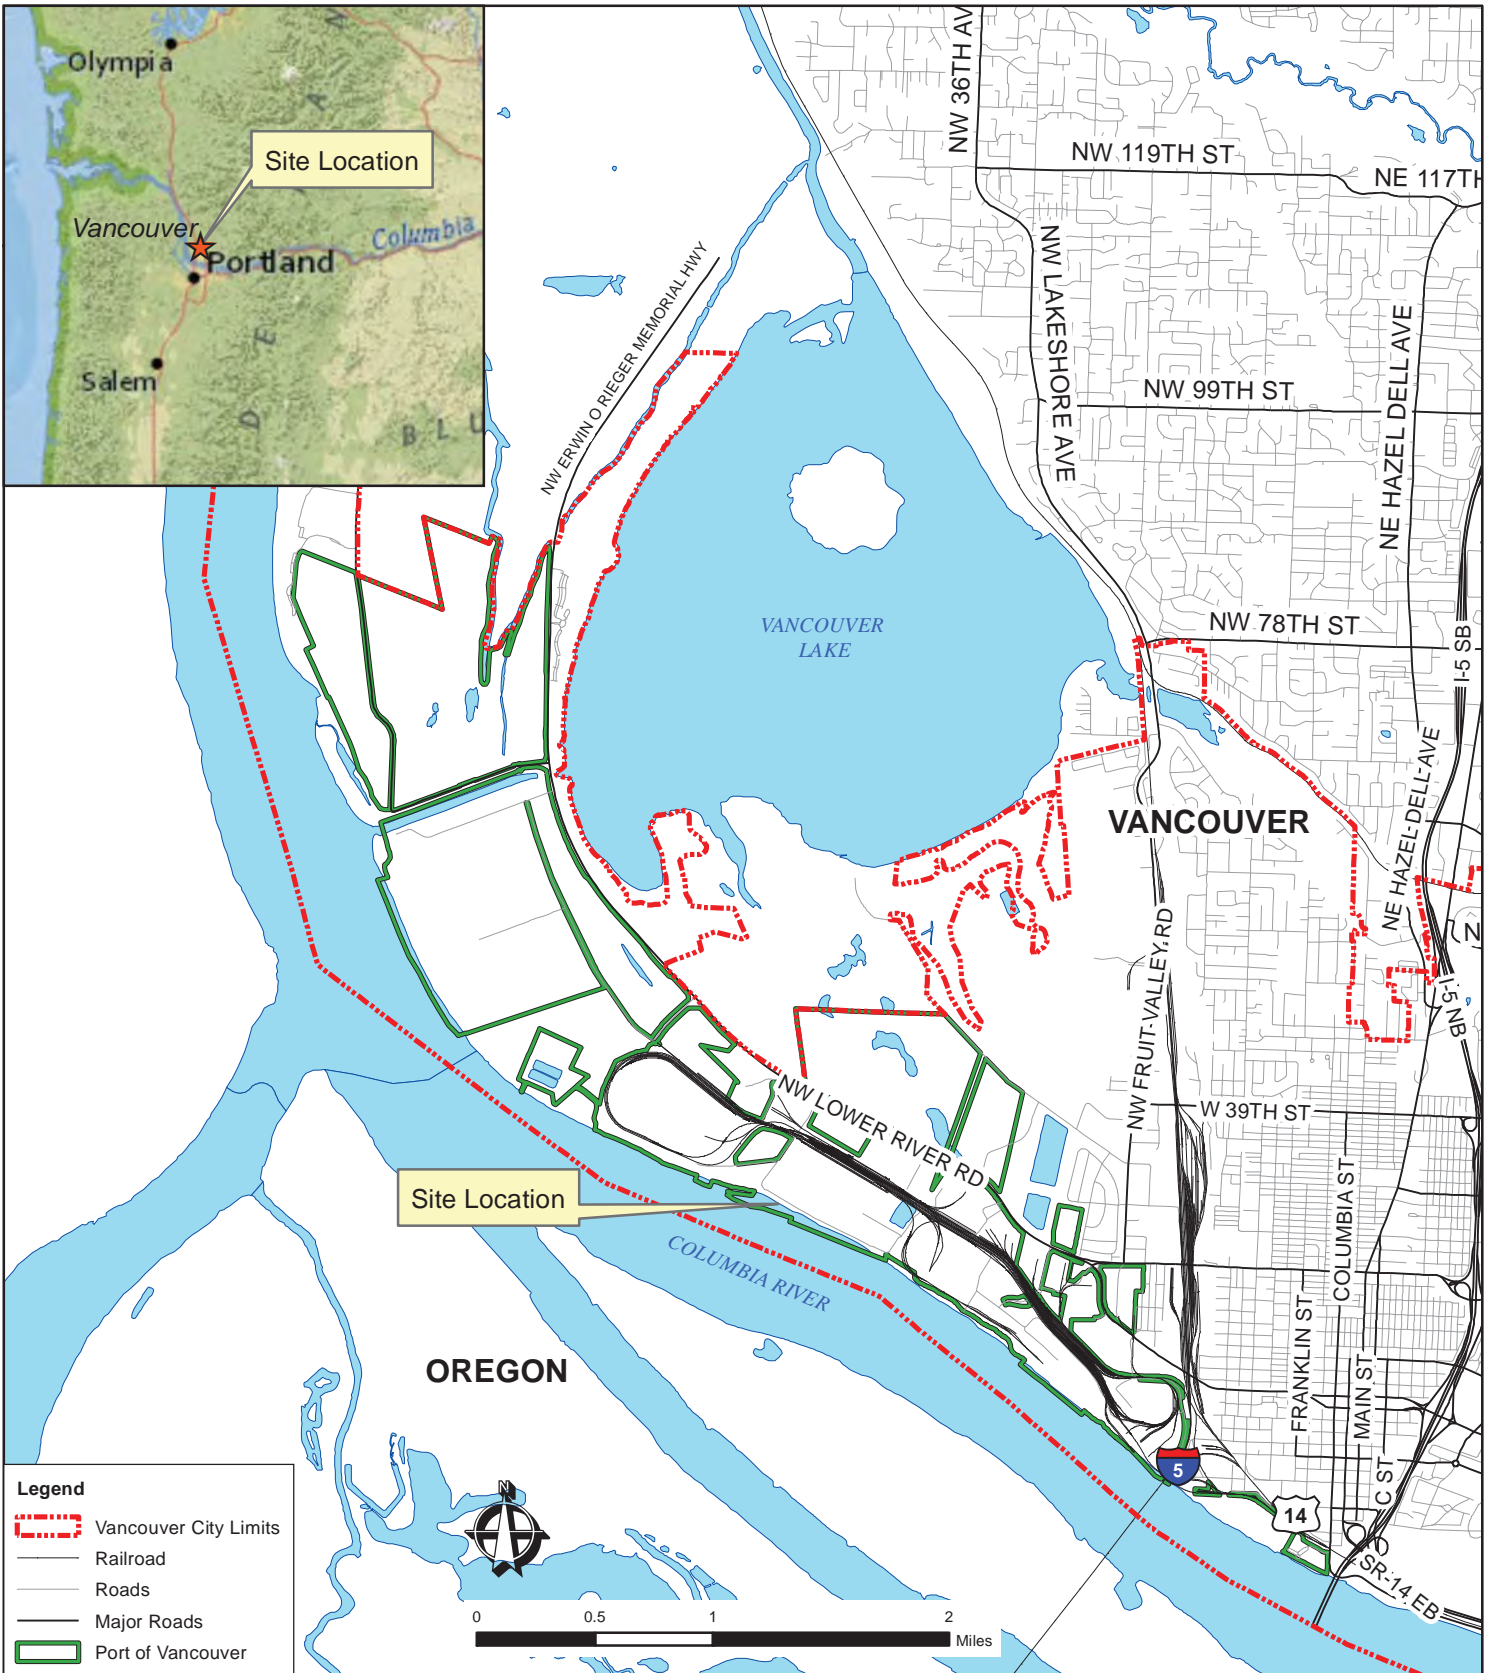 Olympia
Site Location
Vancouver
Columbia
Portland
Salem
D E
A N
B L U
NW 36TH AV
NW 119TH ST
NE 117TH
NW ERWIN O RIEGER MEMORIAL HWY
NW LAKESHORE AVE
NW 99TH ST
NE HAZEL DELL AVE
VANCOUVER
LAKE
NW 78TH ST
I-5 SB
VANCOUVER
NE HAZEL-DELL-AVE
N
I-5 NB
NW FRUIT-VALLEY-RD
NW LOWER RIVER RD
W 39TH ST
COLUMBIA ST
Site Location
COLUMBIA RIVER
FRANKLIN ST
MAIN ST
OREGON
5
C ST
14
SR-14 EB
Legend
Vancouver City Limits
Railroad
Roads
Major Roads
Port of Vancouver
N
0 0.5 1 2
Miles